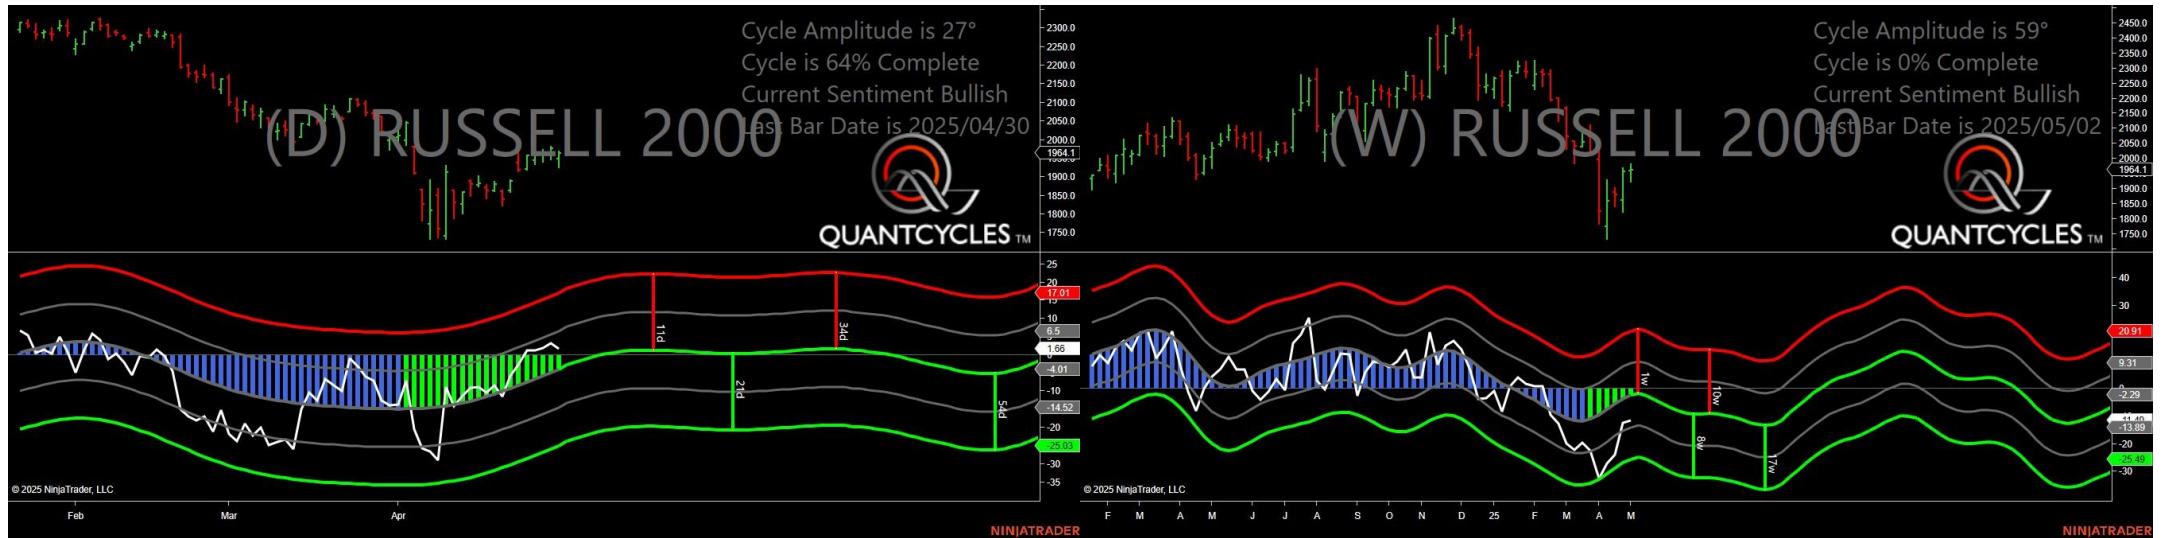 Cycle Amplitude is 27°
Cycle is 64% Complete
Current Sentiment Bullish
Last Bar Date is 2025/04/30
(D) RUSSELL 2000
QUANTCYCLES TM
2300.0
2250.0
2200.0
2150.0
2100.0
2050.0
2000.0
1964.1
1900.0
1850.0
1800.0
1750.0
25
20
17.01
15
10
6.5
1.66
0
-4.01
-10
-14.52
-20
-25.03
-30
-35
11d
21d
34d
54d
© 2025 NinjaTrader, LLC
Feb
Mar
Apr
NINJATRADER
Cycle Amplitude is 59°
Cycle is 0% Complete
Current Sentiment Bullish
Last Bar Date is 2025/05/02
(W) RUSSELL 2000
QUANTCYCLES TM
2450.0
2400.0
2350.0
2300.0
2250.0
2200.0
2150.0
2100.0
2050.0
2000.0
1964.1
1900.0
1850.0
1800.0
1750.0
40
30
20.91
9.31
-2.29
-13.89
-20
-25.49
-30
1w
8w
10w
17w
© 2025 NinjaTrader, LLC
F
M
A
M
J
J
A
S
O
N
D
25
F
M
A
M
NINJATRADER